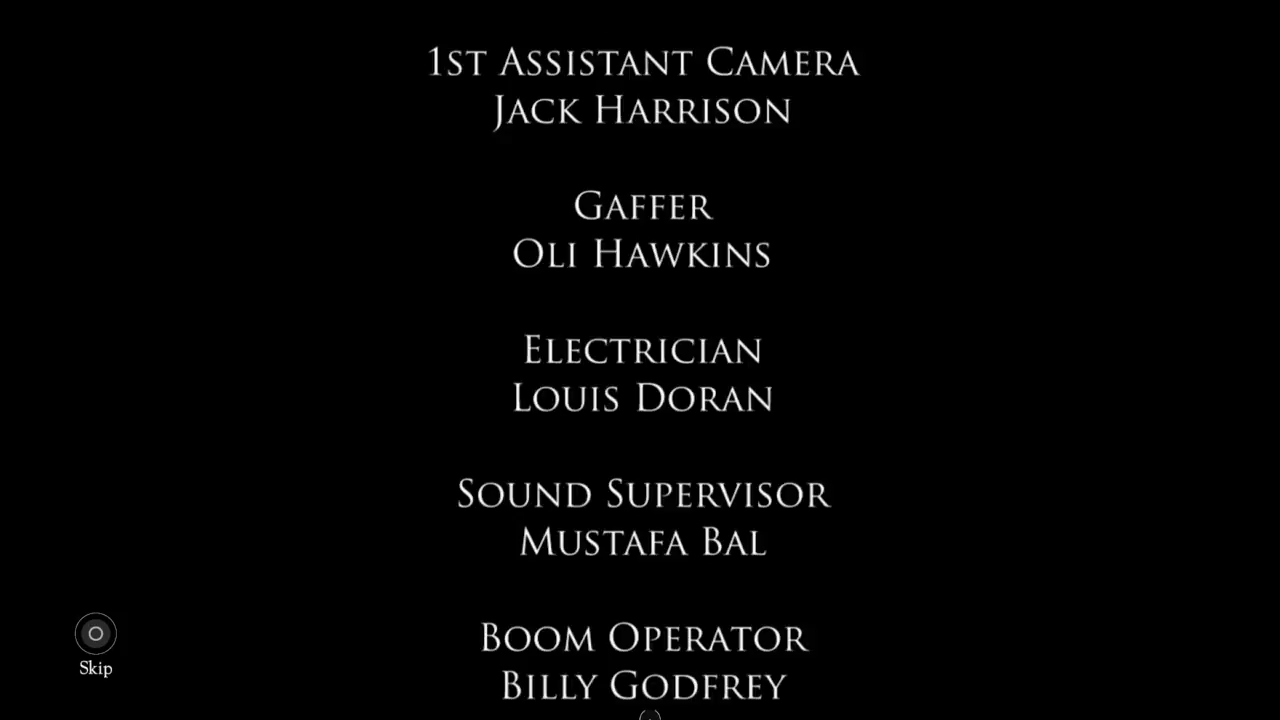 1st Assistant Camera
Jack Harrison
Gaffer
Oli Hawkins
Electrician
Louis Doran
Sound Supervisor
Mustafa Bal
Boom Operator
Billy Godfrey
Skip